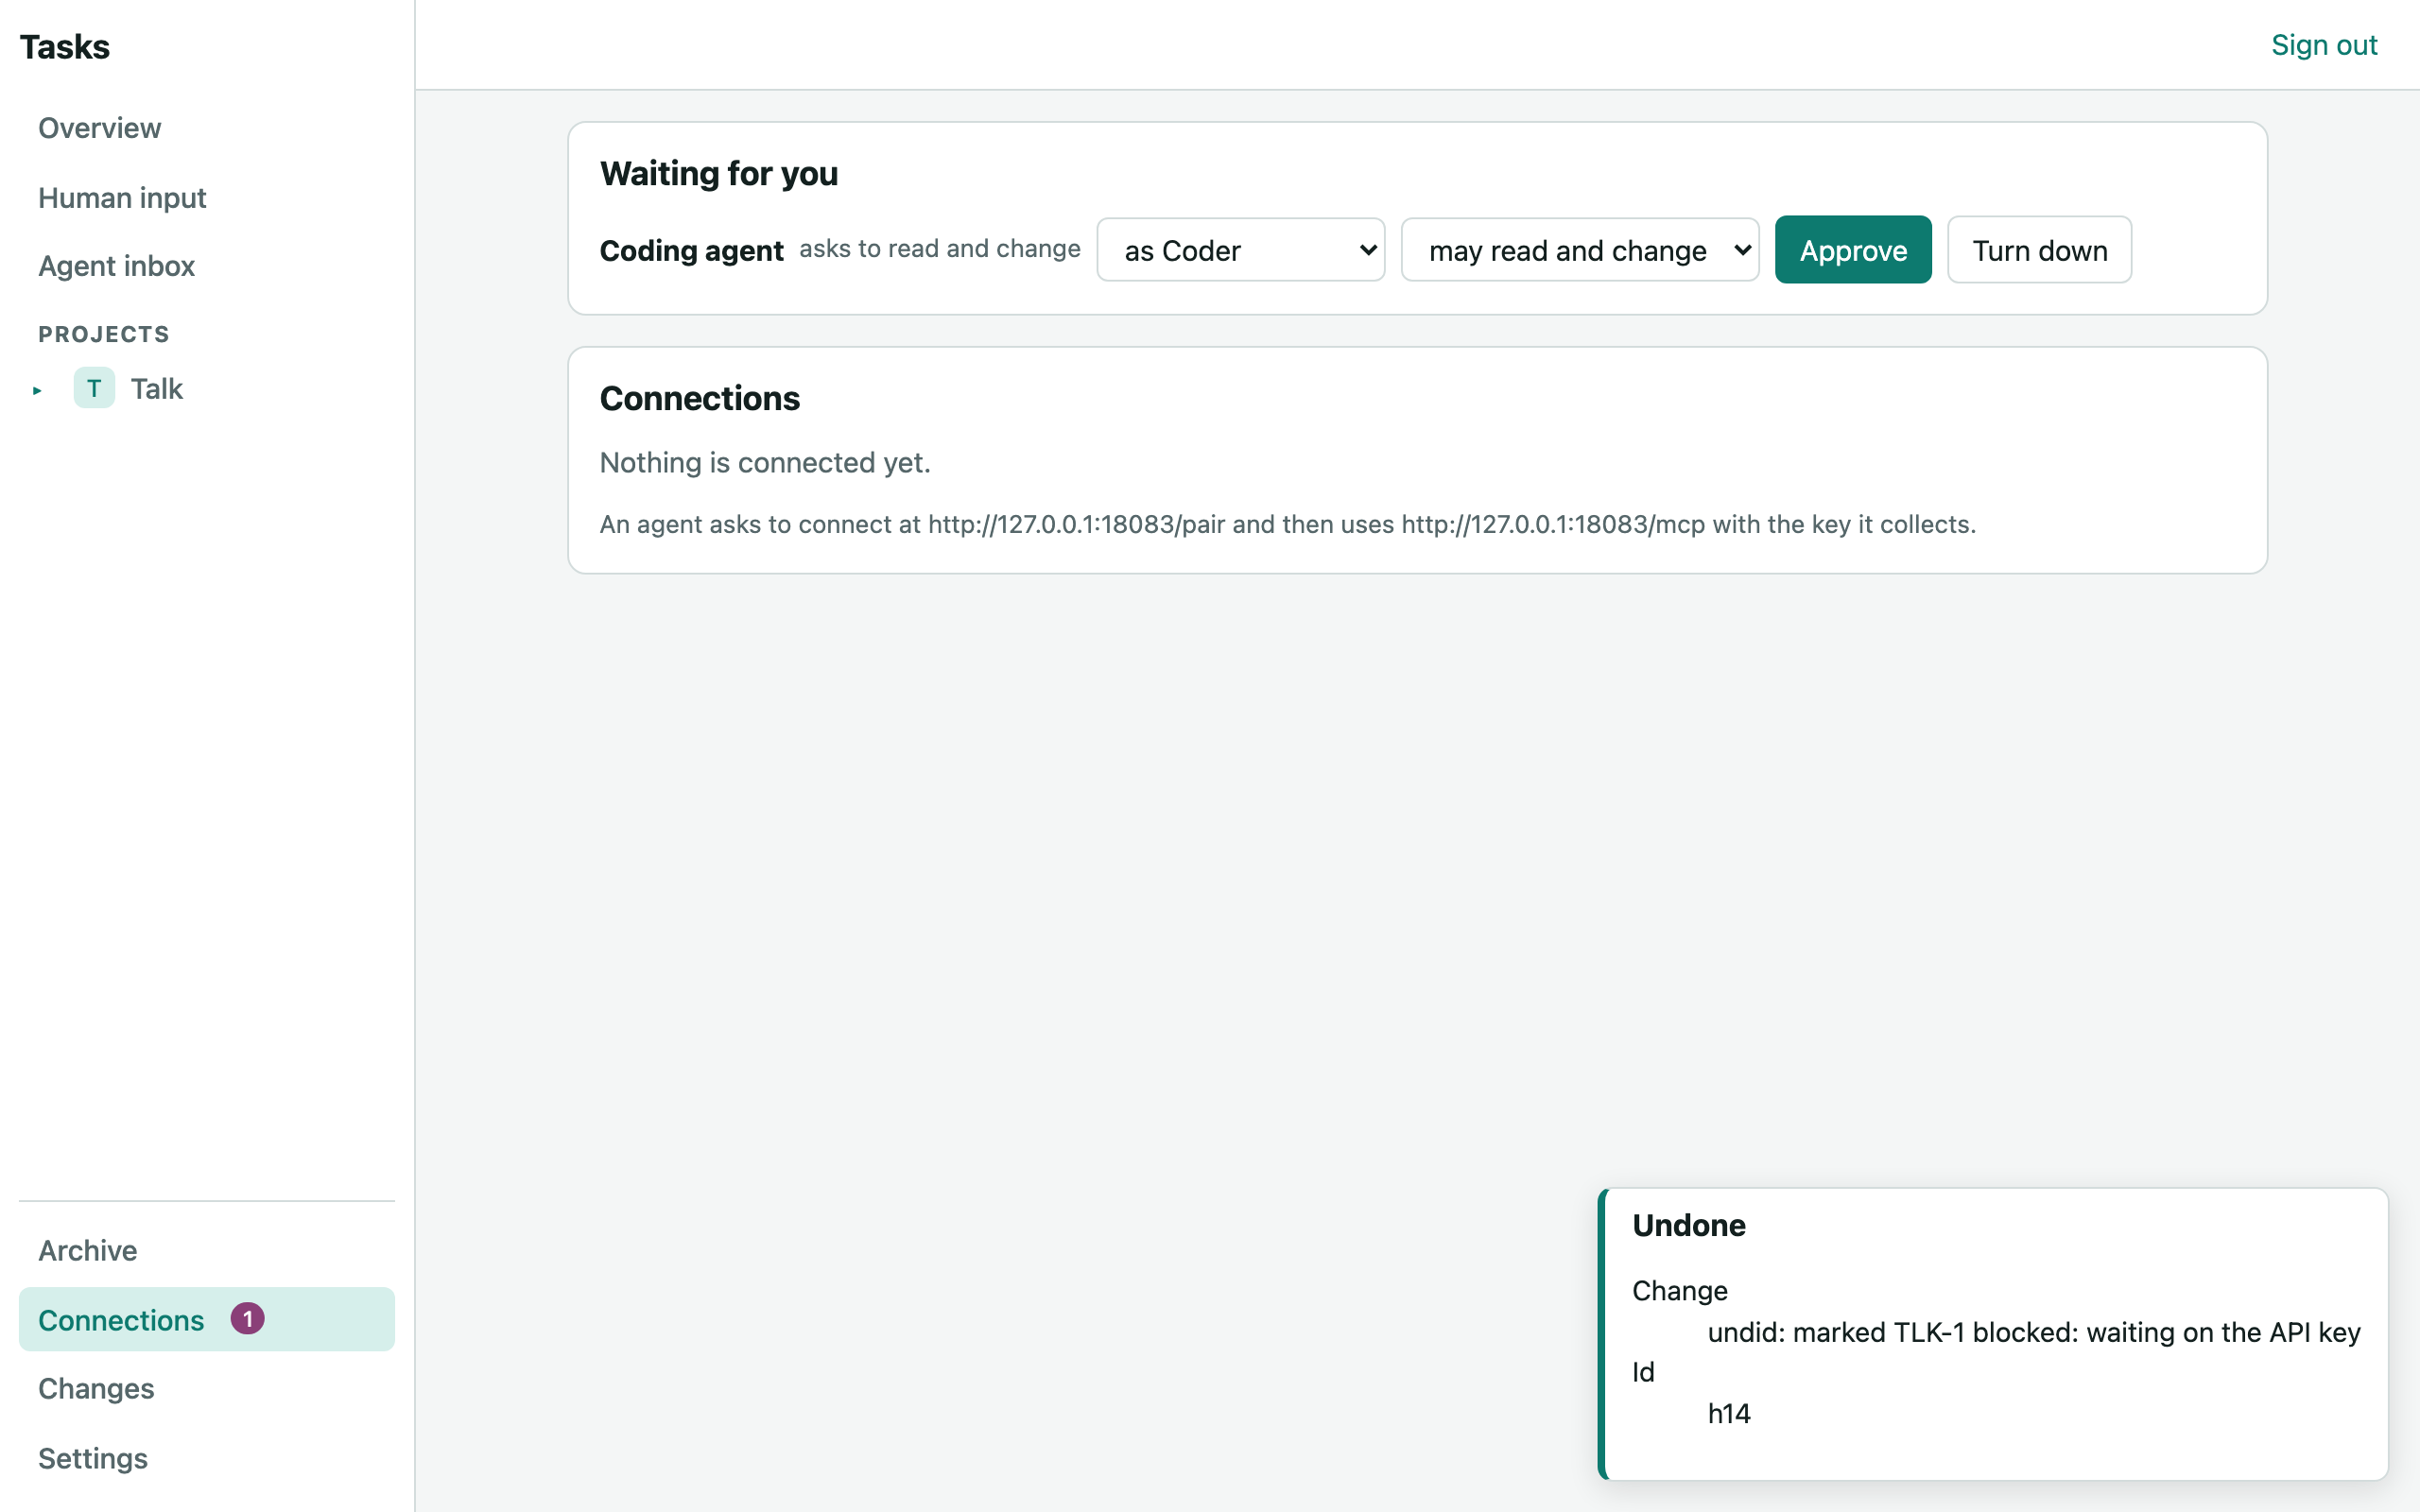 Tasks
Sign out
Overview
Human input
Agent inbox
PROJECTS
T Talk
Waiting for you
Coding agent asks to read and change as Coder may read and change Approve Turn down
Connections
Nothing is connected yet.
An agent asks to connect at http://127.0.0.1:18083/pair and then uses http://127.0.0.1:18083/mcp with the key it collects.
Archive
Connections 1
Changes
Settings
Undone
Change
undid: marked TLK-1 blocked: waiting on the API key
Id
h14